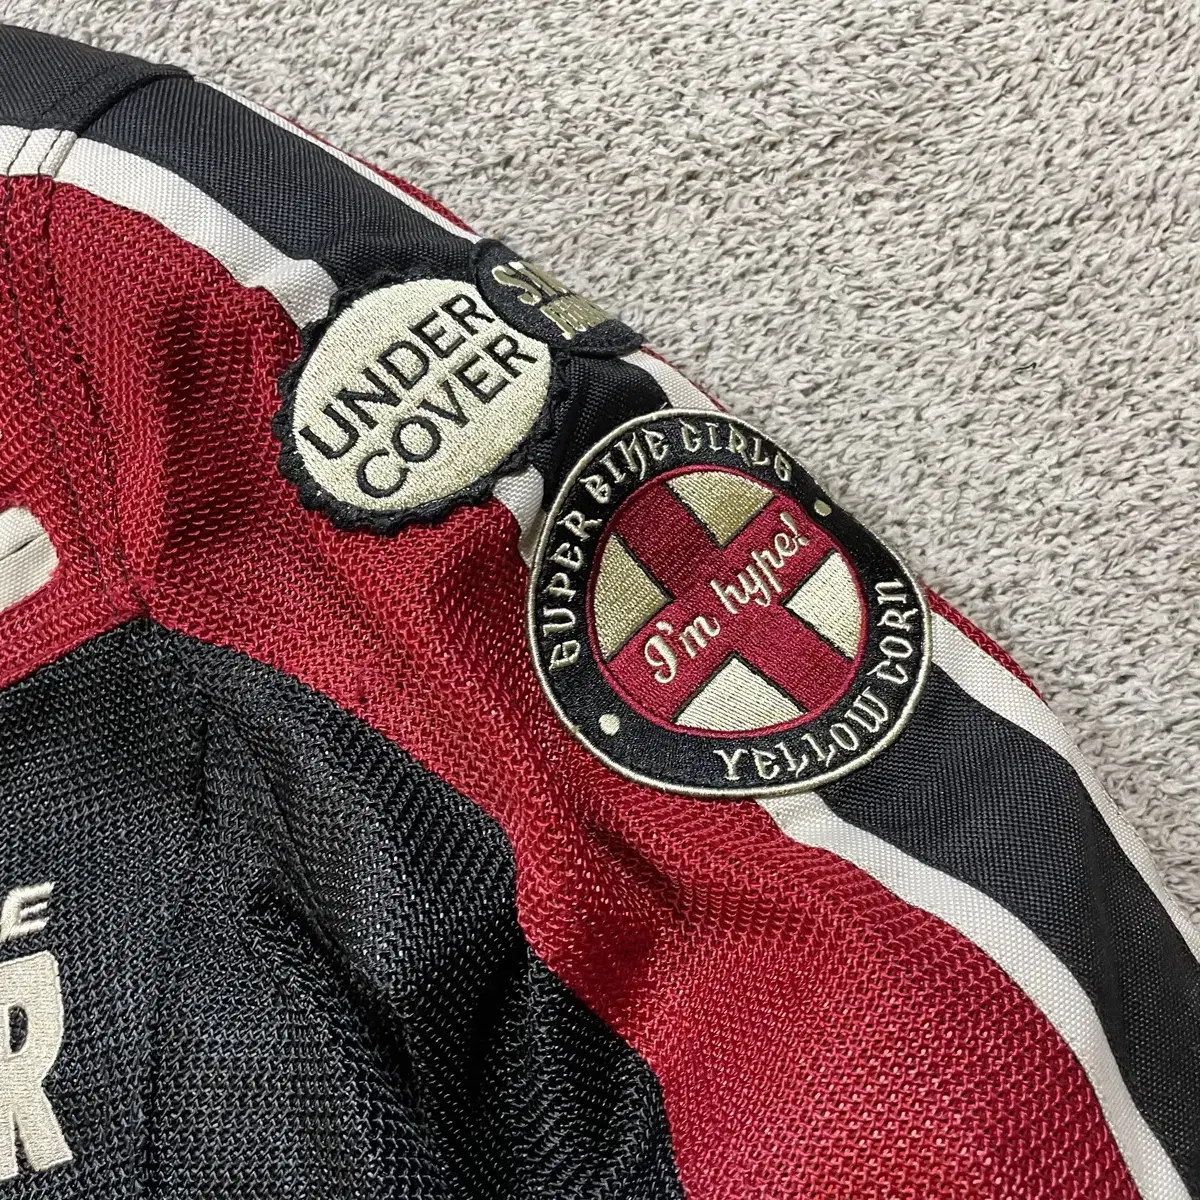 UNDER
COVER
SUPER BIKE GIRLS
I'm hype!
YELLOW CORN
E
R